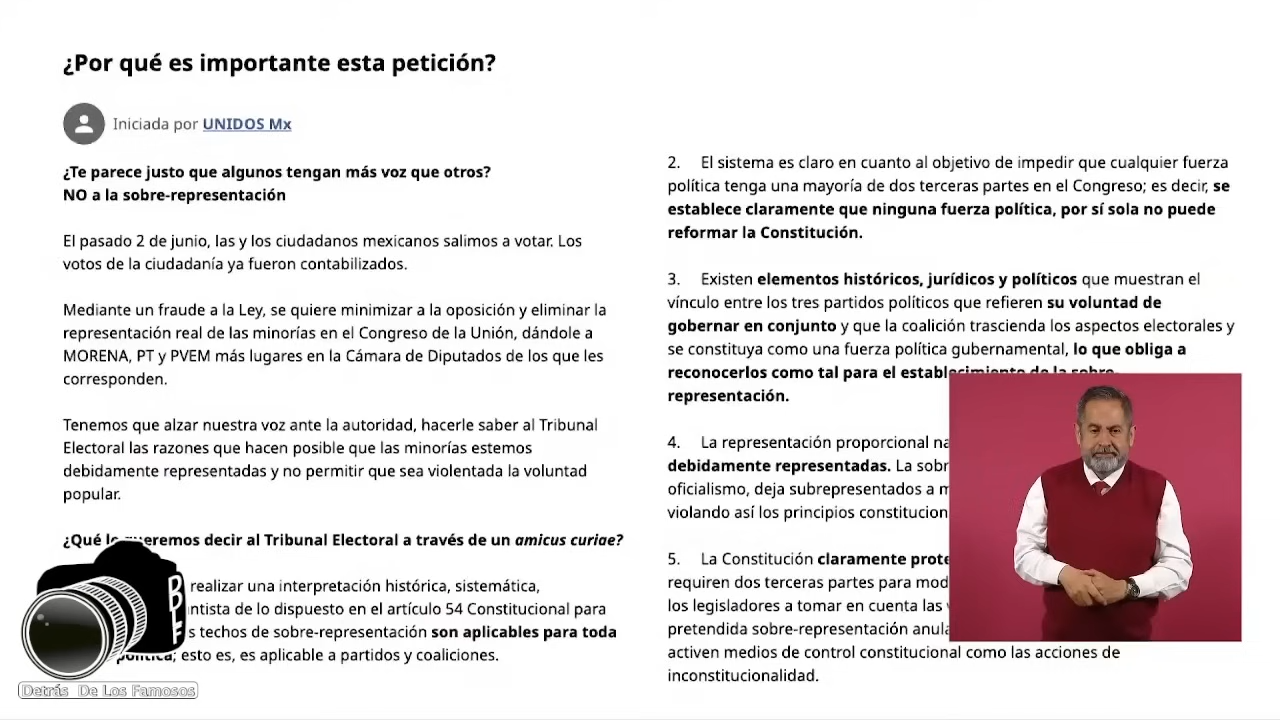 ¿Por qué es importante esta petición?
Iniciada por UNIDOS Mx
¿Te parece justo que algunos tengan más voz que otros?
NO a la sobre-representación
El pasado 2 de junio, las y los ciudadanos mexicanos salimos a votar. Los
votos de la ciudadanía ya fueron contabilizados.
Mediante un fraude a la Ley, se quiere minimizar a la oposición y eliminar la
representación real de las minorías en el Congreso de la Unión, dándole a
MORENA, PT y PVEM más lugares en la Cámara de Diputados de los que les
corresponden.
Tenemos que alzar nuestra voz ante la autoridad, hacerle saber al Tribunal
Electoral las razones que hacen posible que las minorías estemos
debidamente representadas y no permitir que sea violentada la voluntad
popular.
¿Qué le queremos decir al Tribunal Electoral a través de un amicus curiae?
realizar una interpretación histórica, sistemática,
de lo dispuesto en el artículo 54 Constitucional para
techos de sobre-representación son aplicables para toda
política; esto es, es aplicable a partidos y coaliciones.
2. El sistema es claro en cuanto al objetivo de impedir que cualquier fuerza
política tenga una mayoría de dos terceras partes en el Congreso; es decir, se
establece claramente que ninguna fuerza política, por sí sola no puede
reformar la Constitución.
3. Existen elementos históricos, jurídicos y políticos que muestran el
vínculo entre los tres partidos políticos que refieren su voluntad de
gobernar en conjunto y que la coalición trascienda los aspectos electorales y
se constituya como una fuerza política gubernamental, lo que obliga a
reconocerlos como tal para el establecimiento de la sobre-
representación.
4. La representación proporcional
debidamente representadas. La
oficialismo, deja subrepresentados a
violando así los principios
5. La Constitución claramente
requieren dos terceras partes para
los legisladores a tomar en cuenta las
pretendida sobre-representación
activen medios de control constitucional como las acciones de
inconstitucionalidad.
Detrás De Los Famosos